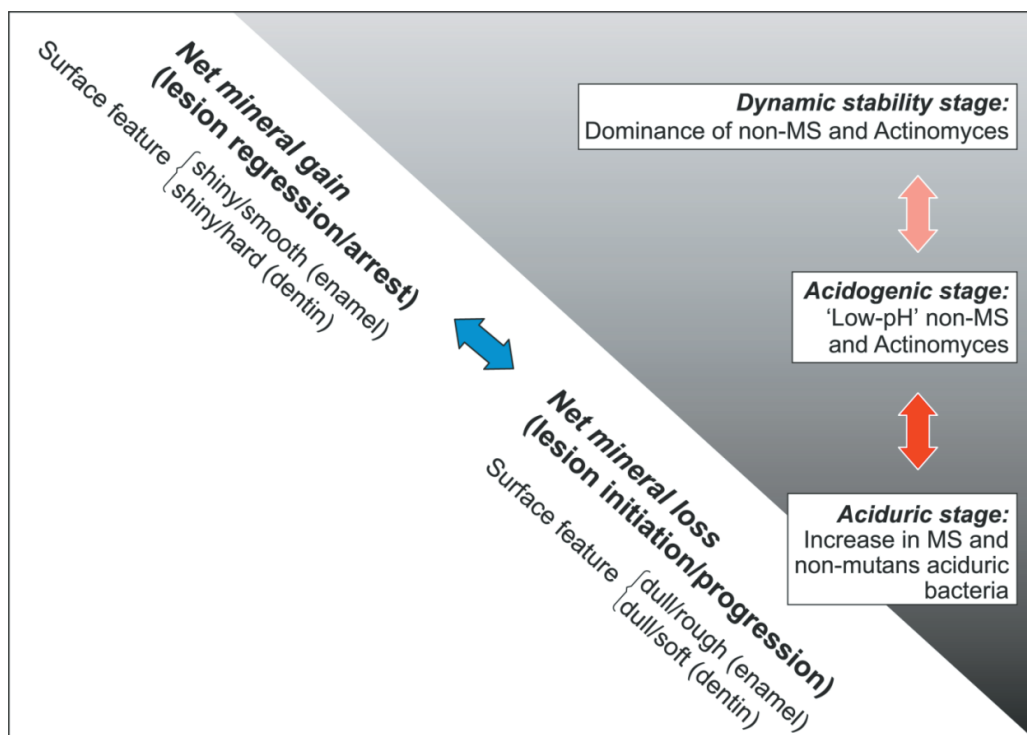 Net mineral gain
(lesion regression/arrest)
Surface feature
shiny/smooth (enamel)
shiny/hard (dentin)
Net mineral loss
(lesion initiation/progression)
Surface feature
dull/rough (enamel)
dull/soft (dentin)
Dynamic stability stage:
Dominance of non-MS and Actinomyces
Acidogenic stage:
‘Low-pH’ non-MS
and Actinomyces
Aciduric stage:
Increase in MS and
non-mutans aciduric
bacteria